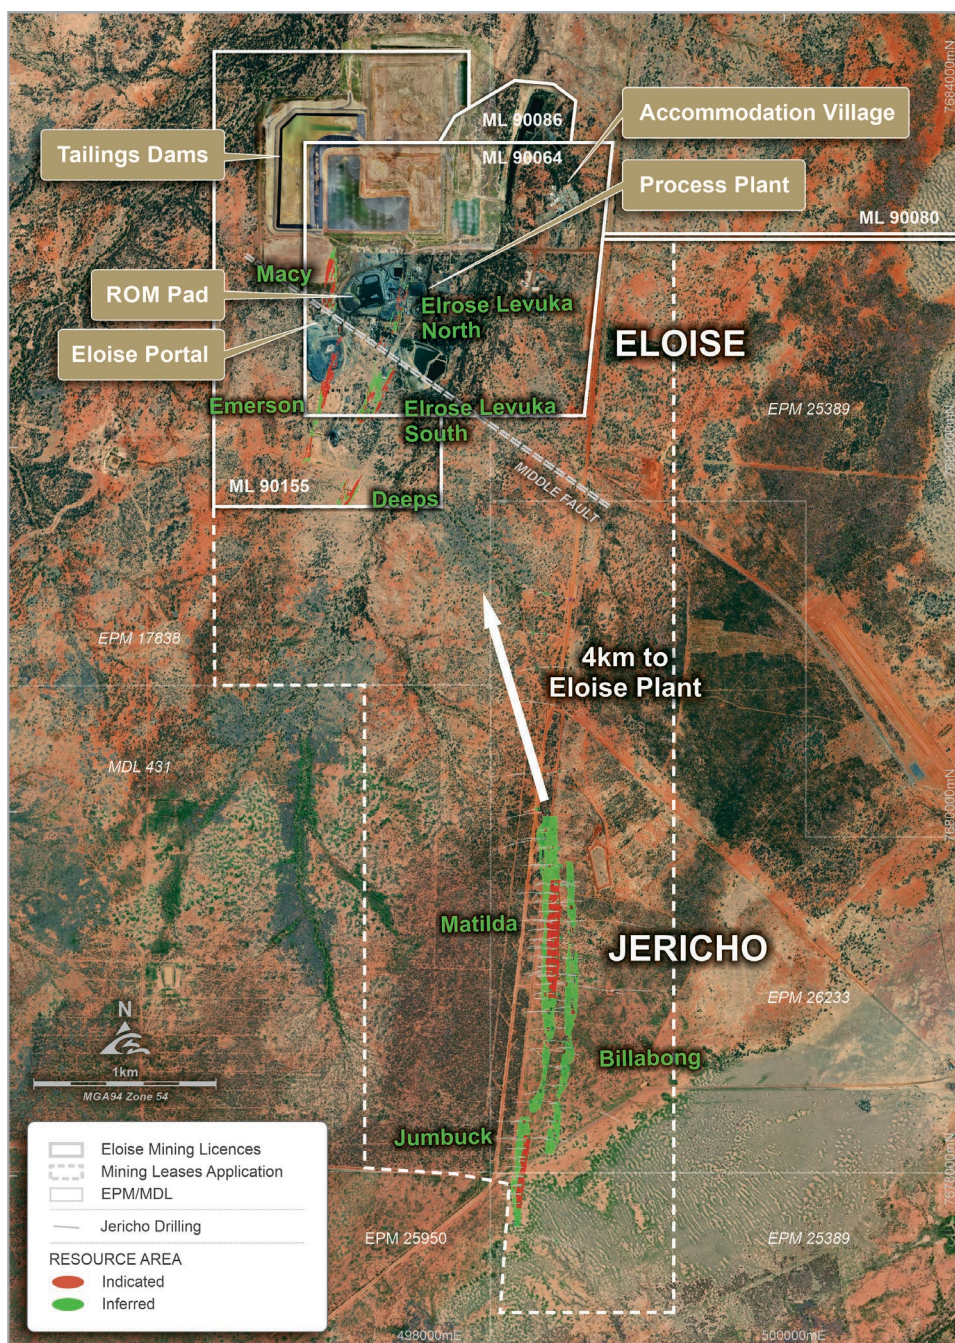 7684000mN
ML 90086
Accommodation Village
Tailings Dams
ML 90064
Process Plant
ML 90080
Macy
ROM Pad
Elrose Levuka
North
Eloise Portal
ELOISE
Emerson
Elrose Levuka
South
EPM 25389
ML 90155
Deeps
MIDDLE FAULT
EPM 17838
4km to
Eloise Plant
MDL 431
7680000mN
Matilda
JERICHO
EPM 26233
N
1km
MGA94 Zone 54
Billabong
Jumbuck
7678000mN
Eloise Mining Licences
Mining Leases Application
EPM/MDL
Jericho Drilling
RESOURCE AREA
Indicated
Inferred
EPM 25950
EPM 25389
498000mE
500000mE